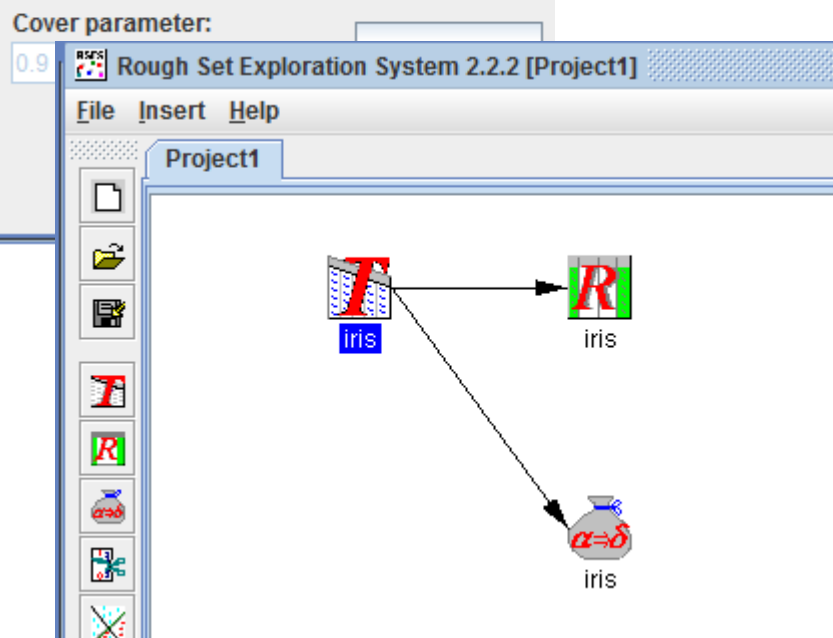 Cover parameter:
0.9
RSES
Rough Set Exploration System 2.2.2 [Project1]
File Insert Help
Project1
T
R
iris
iris
T
R
α⇒δ
α⇒δ
iris